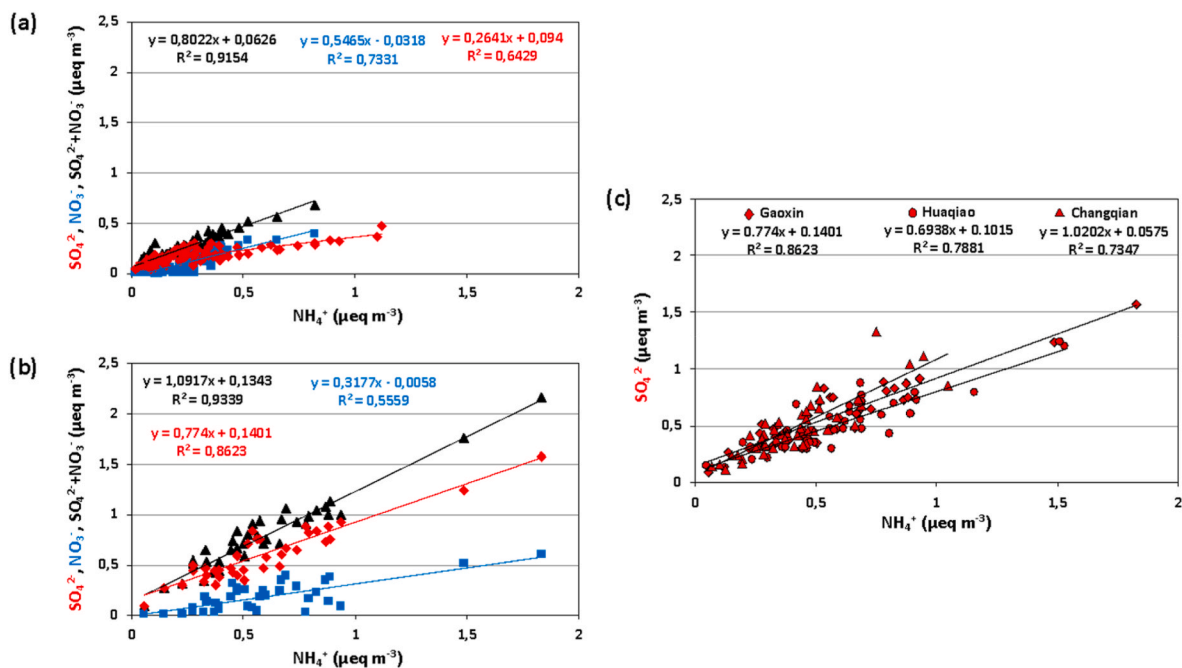 (a)
SO₄²⁻, NO₃⁻, SO₄²⁻+NO₃⁻ (µeq m⁻³)
2,5
2
1,5
1
0,5
0
y = 0,8022x + 0,0626 y = 0,5465x - 0,0318 y = 0,2641x + 0,094
R² = 0,9154 R² = 0,7331 R² = 0,6429
0 0,5 1 1,5 2
NH₄⁺ (µeq m⁻³)
(b)
SO₄²⁻, NO₃⁻, SO₄²⁻+NO₃⁻ (µeq m⁻³)
2,5
2
1,5
1
0,5
0
y = 1,0917x + 0,1343 y = 0,3177x - 0,0058
R² = 0,9339 R² = 0,5559
y = 0,774x + 0,1401
R² = 0,8623
0 0,5 1 1,5 2
NH₄⁺ (µeq m⁻³)
(c)
SO₄²⁻ (µeq m⁻³)
2,5
2
1,5
1
0,5
0
Gaoxin Huaqiao Changqian
y = 0.774x + 0.1401 y = 0.6938x + 0.1015 y = 1.0202x + 0.0575
R² = 0.8623 R² = 0.7881 R² = 0.7347
0 0,5 1 1,5 2
NH₄⁺ (µeq m⁻³)